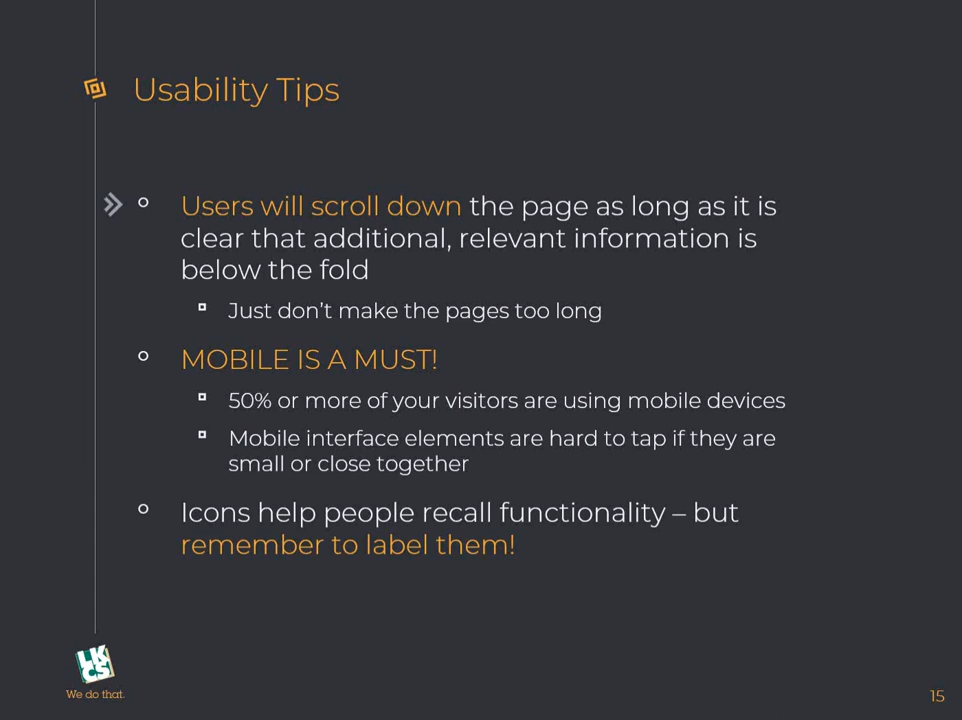 Usability Tips
Users will scroll down the page as long as it is
clear that additional, relevant information is
below the fold
Just don’t make the pages too long
MOBILE IS A MUST!
50% or more of your visitors are using mobile devices
Mobile interface elements are hard to tap if they are
small or close together
Icons help people recall functionality – but
remember to label them!
LKCS
We do that.
15